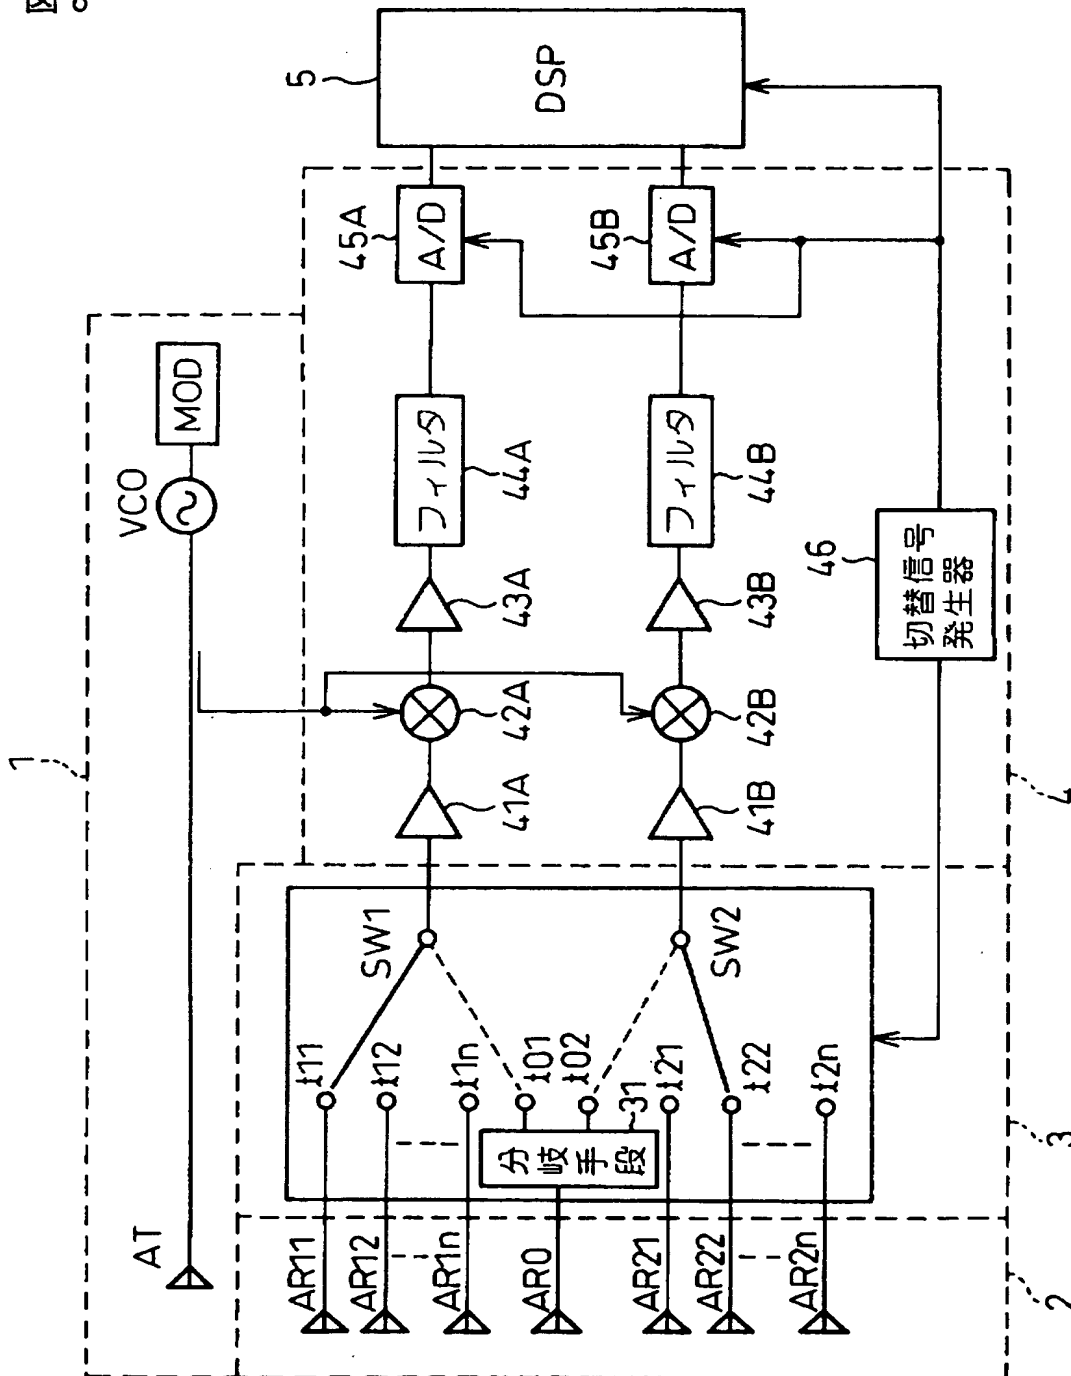 図8
1
AT
VCO
MOD
5
DSP
AR11
AR12
AR1n
AR0
AR21
AR22
AR2n
t11
t12
t1n
t01
t02
t21
t22
t2n
31
分岐手段
SW1
SW2
41A
42A
43A
フィルタ
44A
45A
A/D
41B
42B
43B
フィルタ
44B
45B
A/D
46
切替信号
発生器
2
3
4